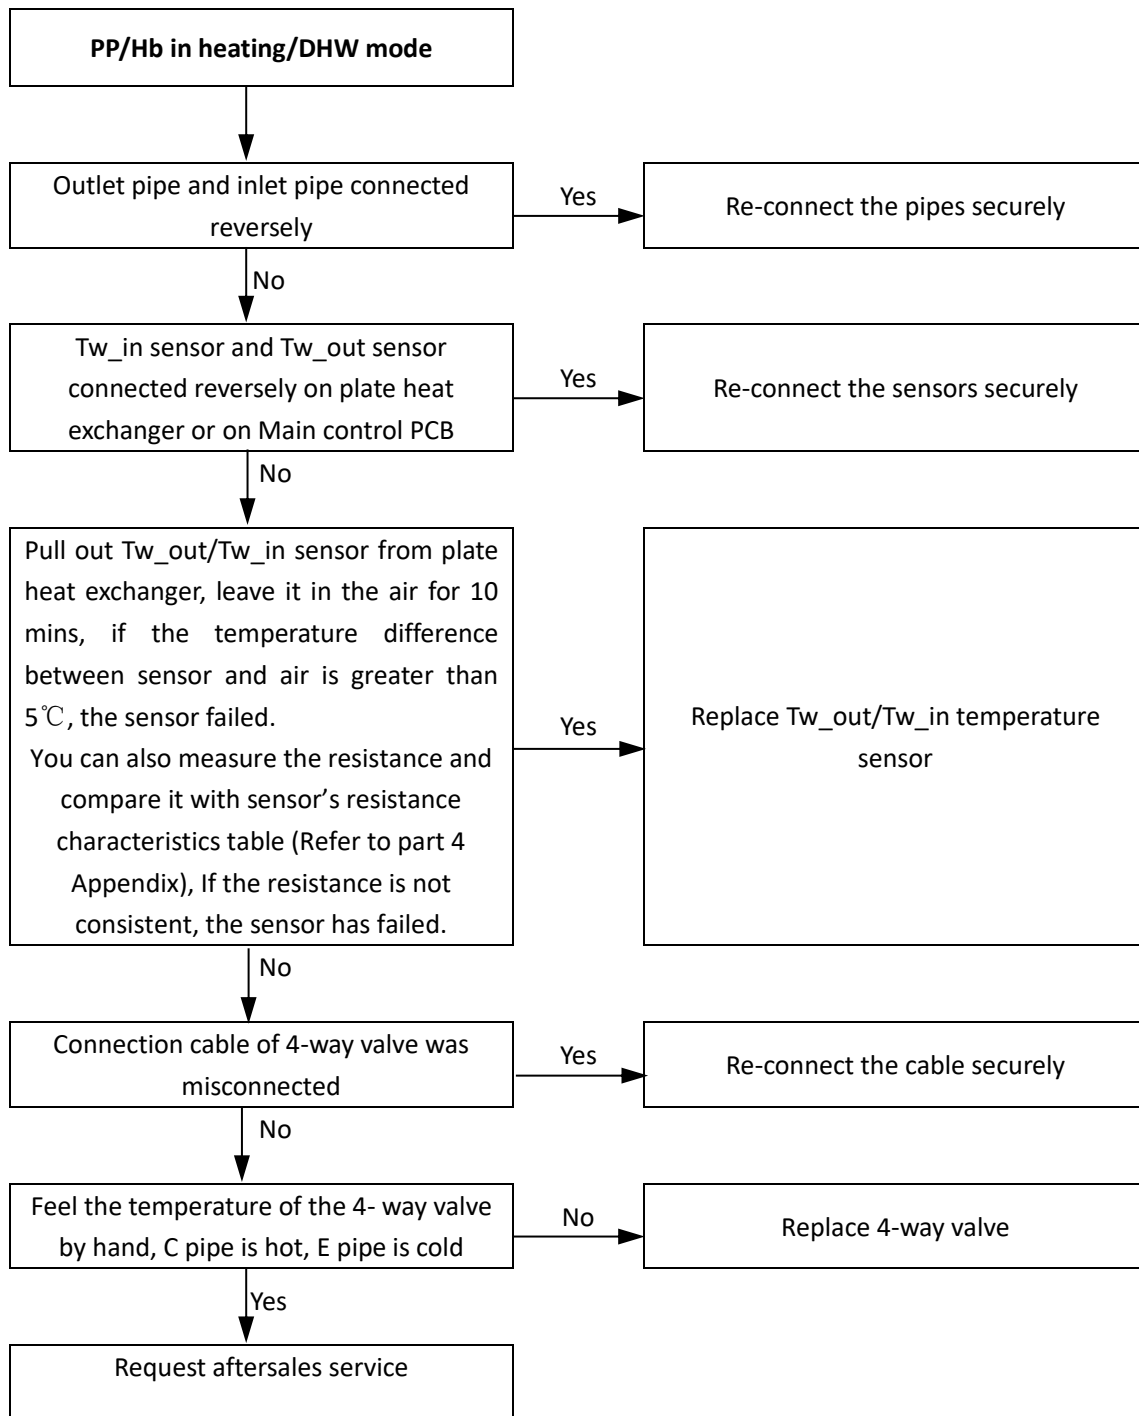 PP/Hb in heating/DHW mode
Outlet pipe and inlet pipe connected
reversely
Yes
Re-connect the pipes securely
No
Tw_in sensor and Tw_out sensor
connected reversely on plate heat
exchanger or on Main control PCB
Yes
Re-connect the sensors securely
No
Pull out Tw_out/Tw_in sensor from plate
heat exchanger, leave it in the air for 10
mins, if the temperature difference
between sensor and air is greater than
5℃, the sensor failed.
You can also measure the resistance and
compare it with sensor’s resistance
characteristics table (Refer to part 4
Appendix), If the resistance is not
consistent, the sensor has failed.
Yes
Replace Tw_out/Tw_in temperature
sensor
No
Connection cable of 4-way valve was
misconnected
Yes
Re-connect the cable securely
No
Feel the temperature of the 4- way valve
by hand, C pipe is hot, E pipe is cold
No
Replace 4-way valve
Yes
Request aftersales service